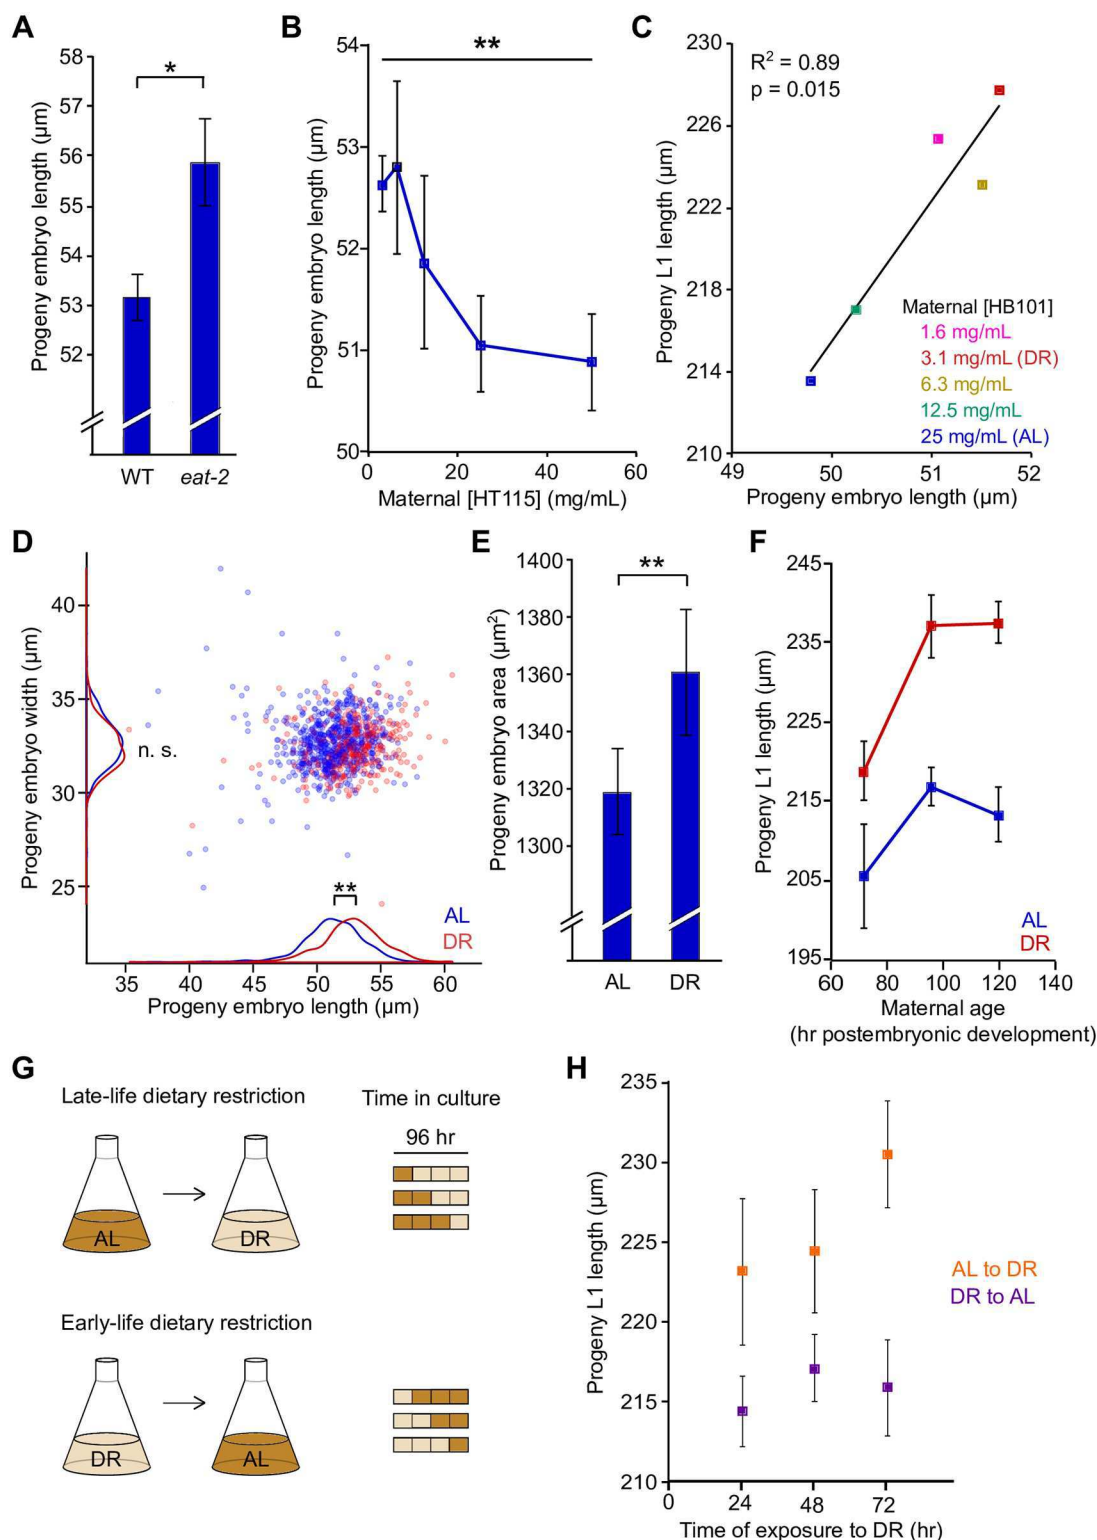 A
58
57
56
55
54
53
52
Progeny embryo length (µm)
*
WT
eat-2
B
54
53
52
51
50
Progeny embryo length (µm)
**
0
20
40
60
Maternal [HT115] (mg/mL)
C
230
226
222
218
214
210
Progeny L1 length (µm)
R² = 0.89
p = 0.015
Maternal [HB101]
1.6 mg/mL
3.1 mg/mL (DR)
6.3 mg/mL
12.5 mg/mL
25 mg/mL (AL)
49
50
51
52
Progeny embryo length (µm)
D
40
35
30
25
Progeny embryo width (µm)
n. s.
**
AL
DR
35
40
45
50
55
60
Progeny embryo length (µm)
E
1400
1380
1360
1340
1320
1300
Progeny embryo area (µm²)
**
AL
DR
F
245
235
225
215
205
195
Progeny L1 length (µm)
AL
DR
60
80
100
120
140
Maternal age
(hr postembryonic development)
G
Late-life dietary restriction
Time in culture
96 hr
AL
DR
Early-life dietary restriction
DR
AL
H
235
230
225
220
215
210
Progeny L1 length (µm)
AL to DR
DR to AL
0
24
48
72
Time of exposure to DR (hr)